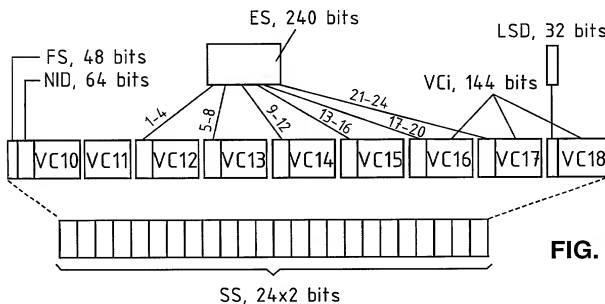 ES, 240 bits
LSD, 32 bits
FS, 48 bits
NID, 64 bits
VCi, 144 bits
1-4
5-8
9-12
13-16
17-20
21-24
VC10 VC11 VC12 VC13 VC14 VC15 VC16 VC17 VC18
FIG.
SS, 24x2 bits